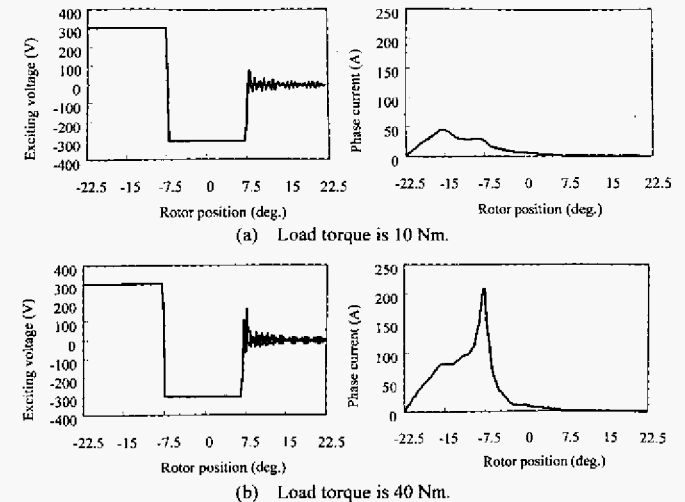 400
300
100
0
-100
-300
-400
Exciting voltage (V)
-22.5 -15 -7.5 0 7.5 15 22.5
Rotor position (deg.)
250
200
150
100
50
0
Phase current (A)
-22.5 -15 -7.5 0 7.5 15 22.5
Rotor position (deg.)
(a) Load torque is 10 Nm.
400
300
100
0
-100
-300
-400
Exciting voltage (V)
-22.5 -15 -7.5 0 7.5 15 22.5
Rotor position (deg.)
250
200
150
100
50
0
Phase current (A)
-22.5 -15 -7.5 0 7.5 15 22.5
Rotor position (deg.)
(b) Load torque is 40 Nm.